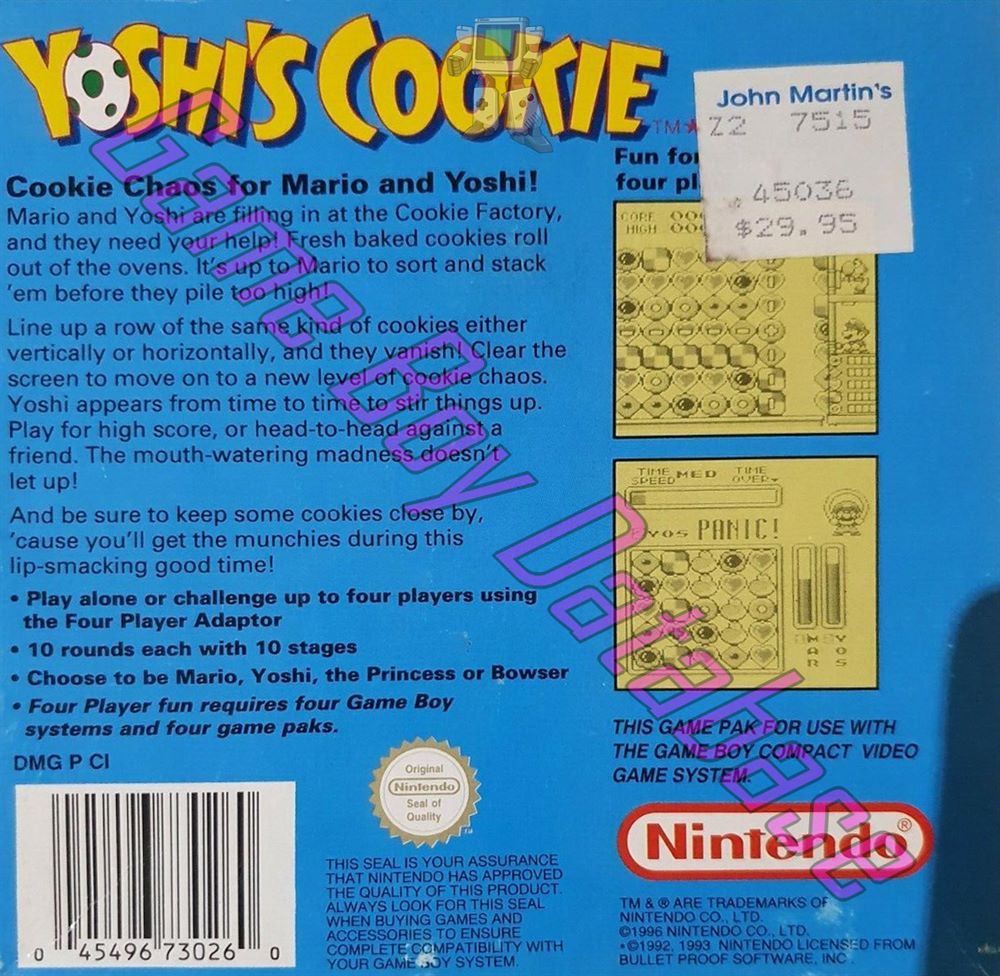 YOSHI'S COOKIE
TM
John Martin's
Z2 7515
45036
$29.95
Cookie Chaos for Mario and Yoshi!
Mario and Yoshi are filling in at the Cookie Factory,
and they need your help! Fresh baked cookies roll
out of the ovens. It's up to Mario to sort and stack
'em before they pile too high!
Line up a row of the same kind of cookies either
vertically or horizontally, and they vanish! Clear the
screen to move on to a new level of cookie chaos.
Yoshi appears from time to time to stir things up.
Play for high score, or head-to-head against a
friend. The mouth-watering madness doesn't
let up!
And be sure to keep some cookies close by,
'cause you'll get the munchies during this
lip-smacking good time!
• Play alone or challenge up to four players using
the Four Player Adaptor
• 10 rounds each with 10 stages
• Choose to be Mario, Yoshi, the Princess or Bowser
• Four Player fun requires four Game Boy
systems and four game paks.
DMG P CI
0 45496 73026 0
Original
Nintendo
Seal of
Quality
THIS SEAL IS YOUR ASSURANCE
THAT NINTENDO HAS APPROVED
THE QUALITY OF THIS PRODUCT.
ALWAYS LOOK FOR THIS SEAL
WHEN BUYING GAMES AND
ACCESSORIES TO ENSURE
COMPLETE COMPATIBILITY WITH
YOUR GAME BOY SYSTEM.
Fun for
four pl
HIGH
TIME MED TIME
SPEED OVER
PANIC!
MAR
YOS
THIS GAME PAK FOR USE WITH
THE GAME BOY COMPACT VIDEO
GAME SYSTEM.
Nintendo®
TM & ® ARE TRADEMARKS OF
NINTENDO CO., LTD.
©1996 NINTENDO CO., LTD.
•©1992, 1993 NINTENDO LICENSED FROM
BULLET PROOF SOFTWARE, INC.
Game Boy Database